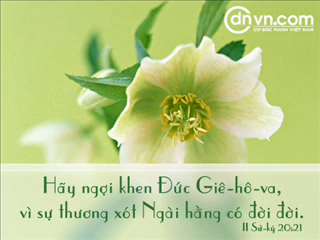 cdnvn.com
CƠ ĐỐC NHÂN VIỆT NAM
Hãy ngợi khen Đức Giê-hô-va,
vì sự thương xót Ngài hằng có đời đời.
II Sử-ký 20:21